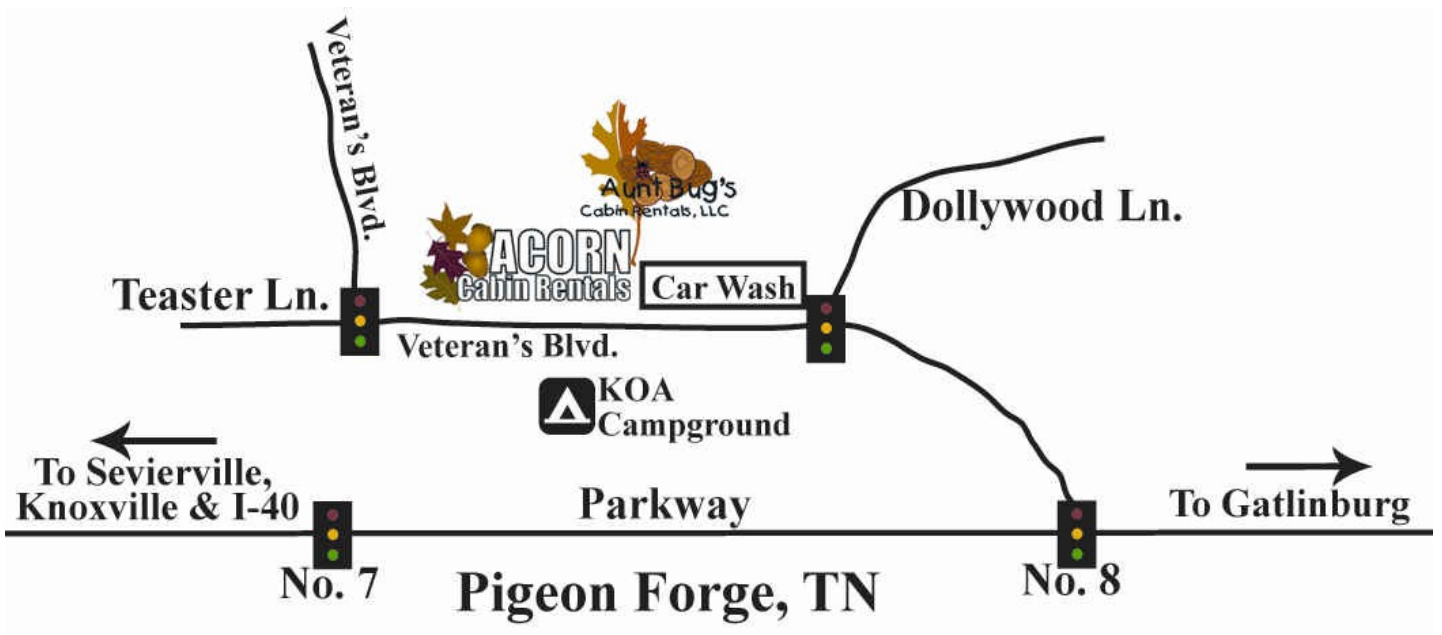 Veteran's Blvd.
Aunt Bug's
Cabin Rentals, LLC
Dollywood Ln.
ACORN
Cabin Rentals
Car Wash
Teaster Ln.
Veteran's Blvd.
KOA
Campground
To Sevierville,
Knoxville & I-40
Parkway
To Gatlinburg
No. 7
No. 8
Pigeon Forge, TN